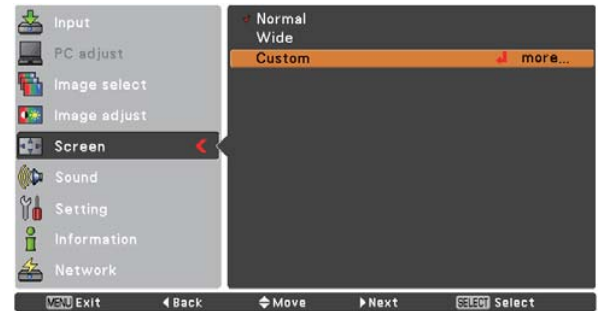 Input
PC adjust
Image select
Image adjust
Screen
Sound
Setting
Information
Network
Normal
Wide
Custom more...
MENU Exit Back Move Next SELECT Select